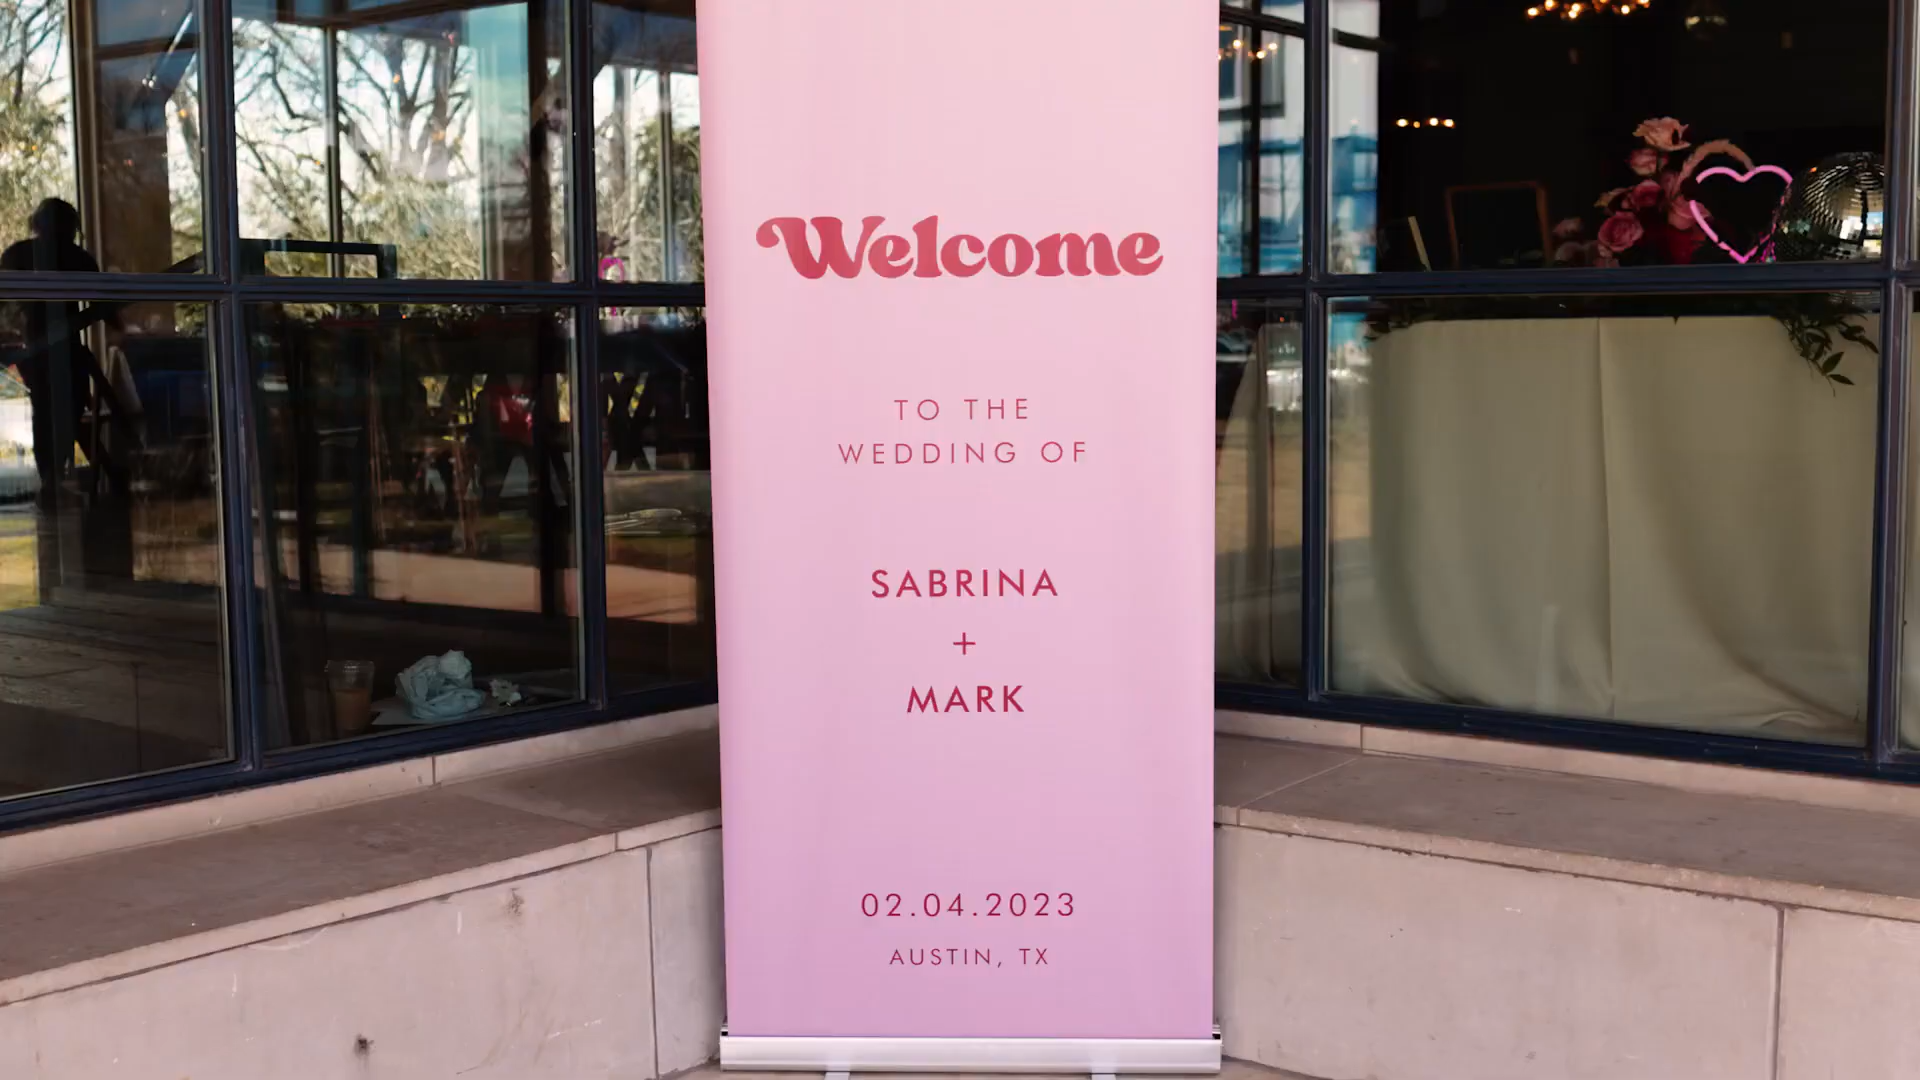 Welcome
TO THE
WEDDING OF
SABRINA
+
MARK
02.04.2023
AUSTIN, TX